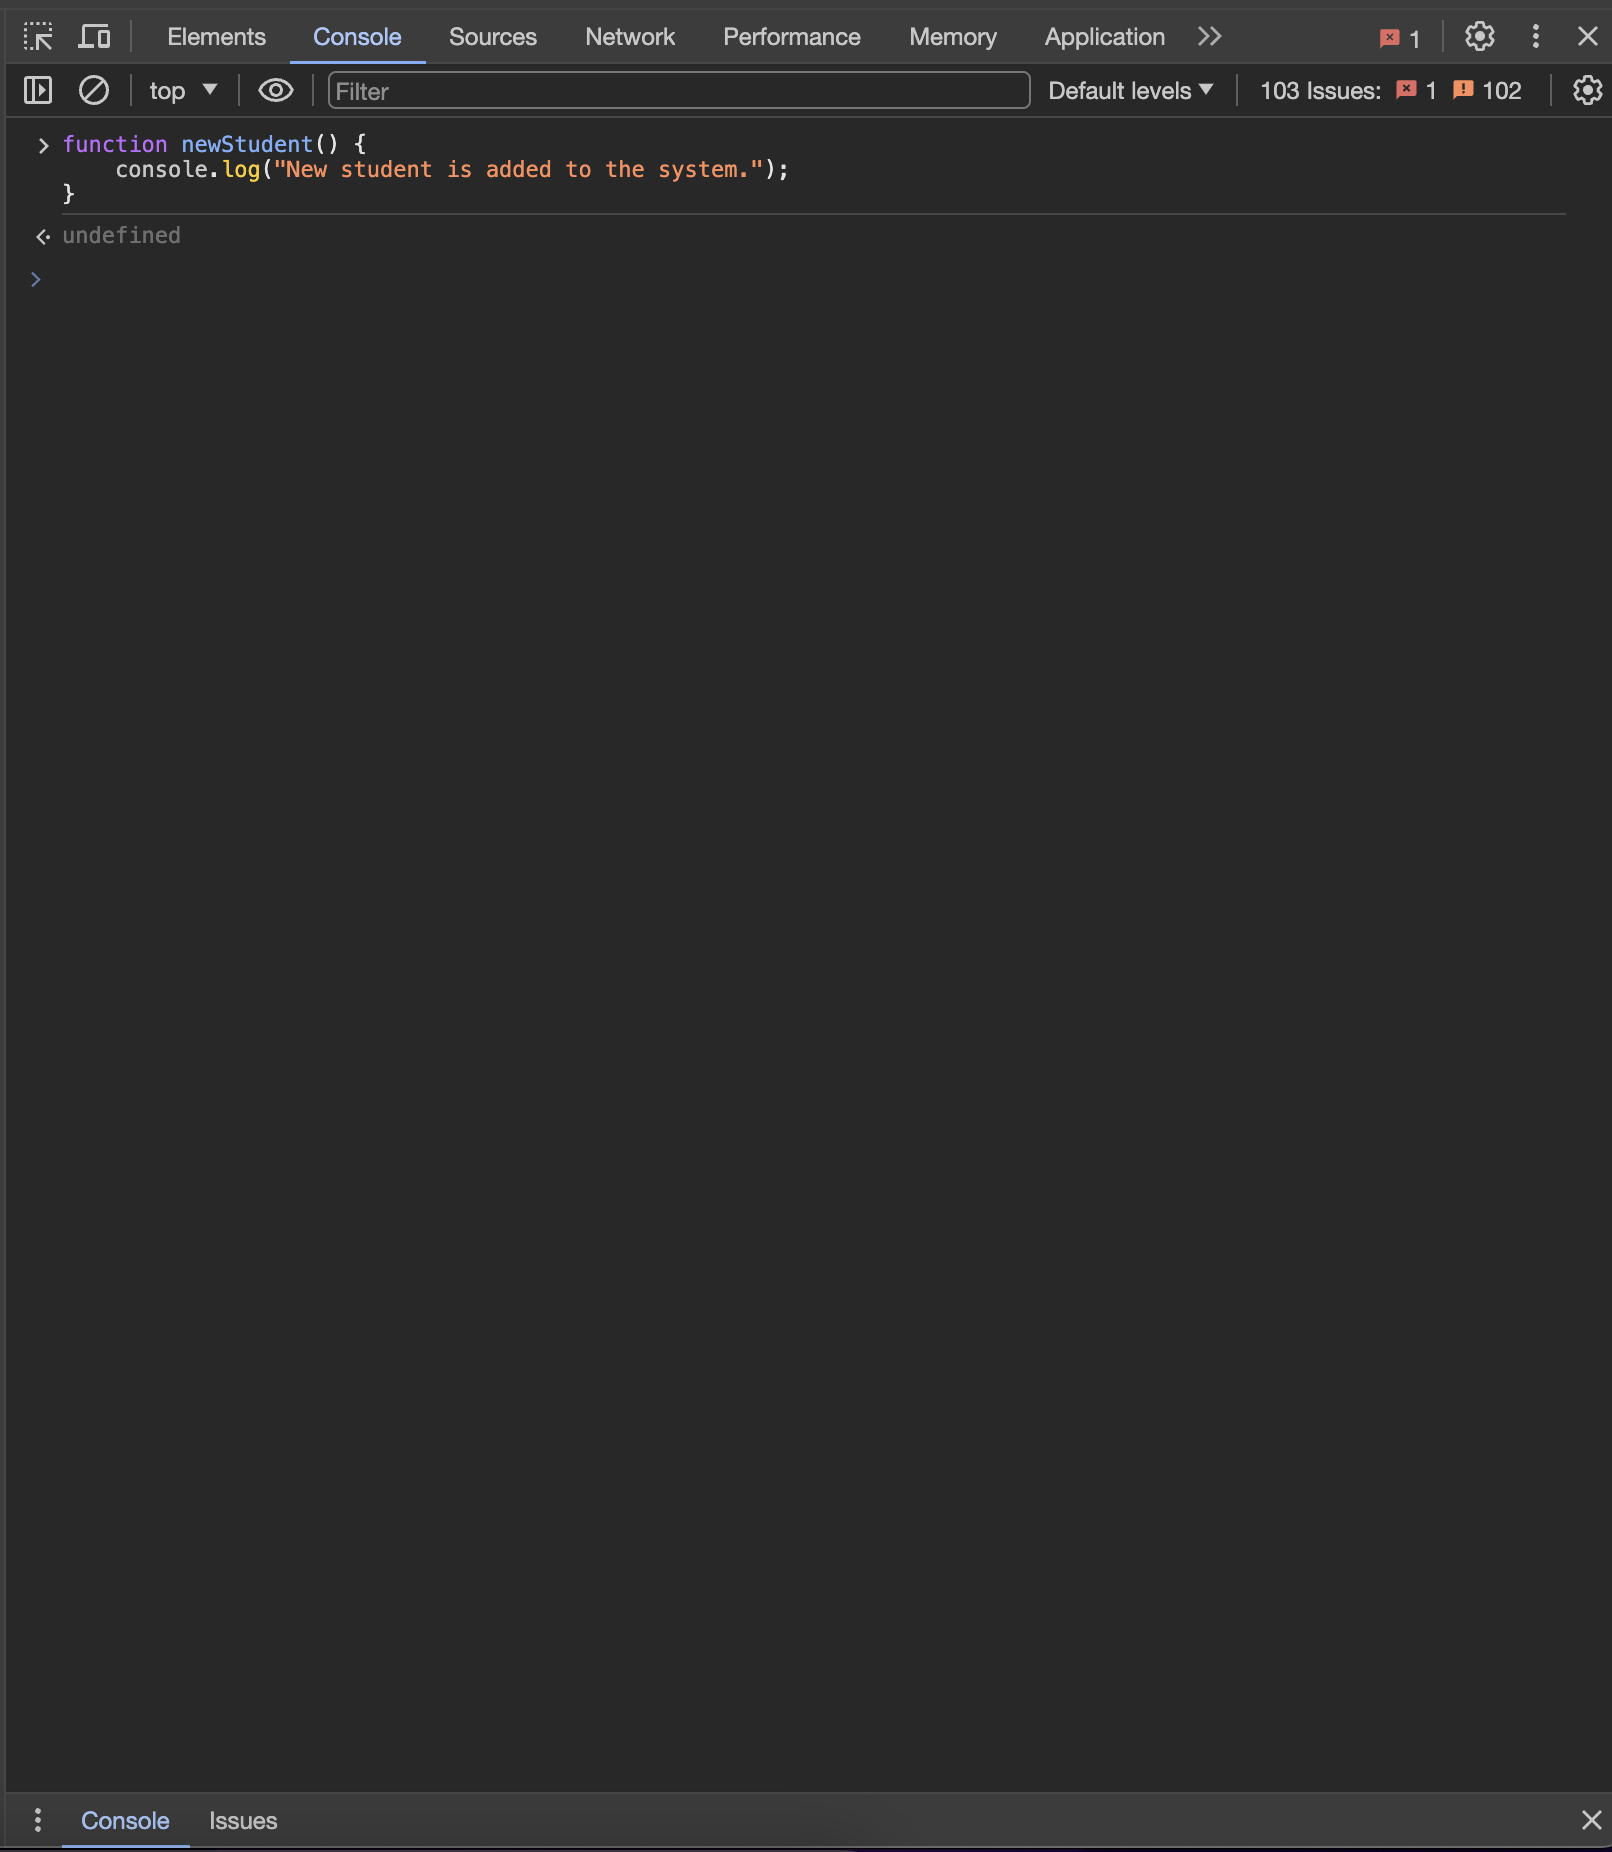 Elements Console Sources Network Performance Memory Application 1
top Filter Default levels 103 Issues: 1 102
function newStudent() {
    console.log("New student is added to the system.");
}
undefined
Console Issues